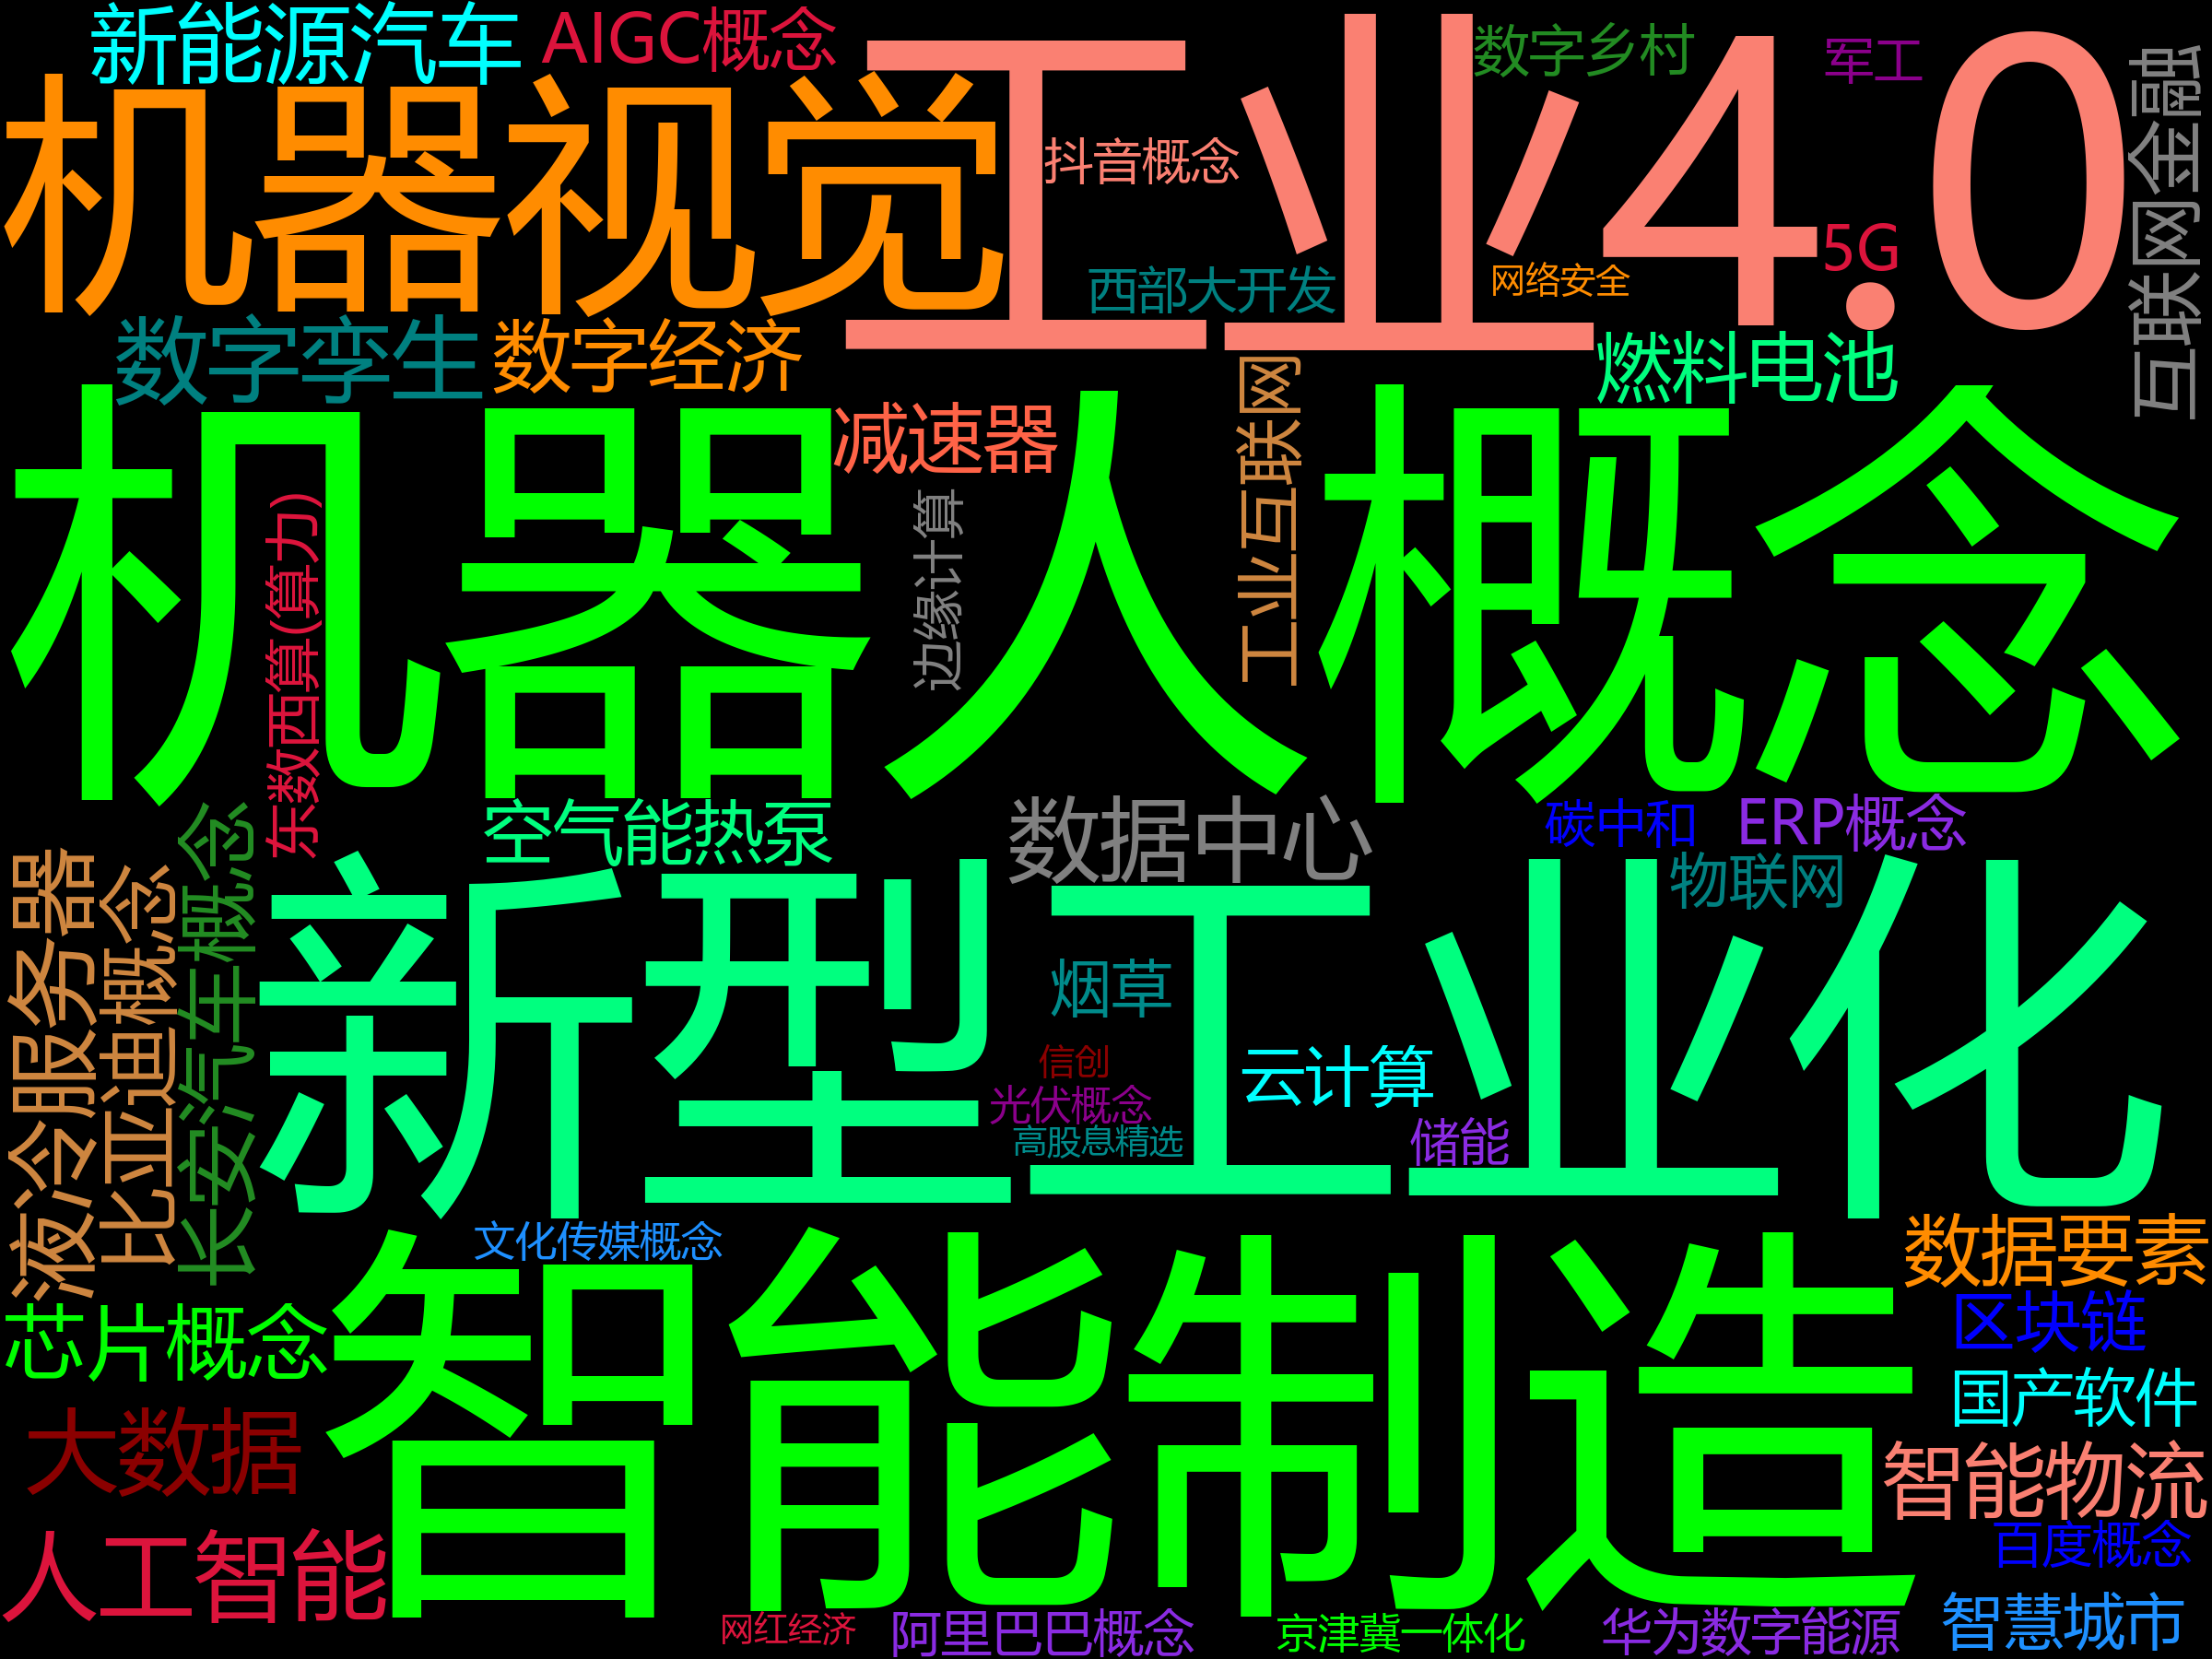 新能源汽车
AIGC概念
工业4.0
数字乡村
军工
互联网金融
机器视觉
抖音概念
5G
西部大开发
网络安全
数字孪生
数字经济
燃料电池
工业互联网
机器人概念
减速器
边缘计算
东数西算(算力)
空气能热泵
数据中心
碳中和
ERP概念
物联网
液冷服务器
比亚迪概念
长安汽车概念
新型工业化
烟草
信创
云计算
光伏概念
高股息精选
储能
文化传媒概念
数据要素
芯片概念
智能制造
区块链
国产软件
大数据
智能物流
人工智能
百度概念
智慧城市
网红经济
阿里巴巴概念
京津冀一体化
华为数字能源